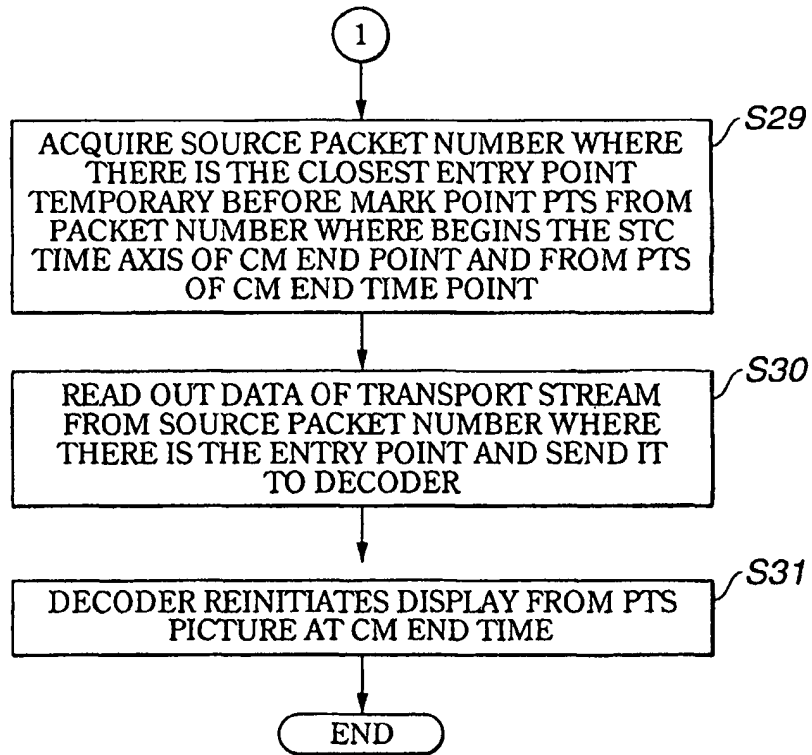 1
S29
ACQUIRE SOURCE PACKET NUMBER WHERE
THERE IS THE CLOSEST ENTRY POINT
TEMPORARY BEFORE MARK POINT PTS FROM
PACKET NUMBER WHERE BEGINS THE STC
TIME AXIS OF CM END POINT AND FROM PTS
OF CM END TIME POINT
S30
READ OUT DATA OF TRANSPORT STREAM
FROM SOURCE PACKET NUMBER WHERE
THERE IS THE ENTRY POINT AND SEND IT
TO DECODER
S31
DECODER REINITIATES DISPLAY FROM PTS
PICTURE AT CM END TIME
END